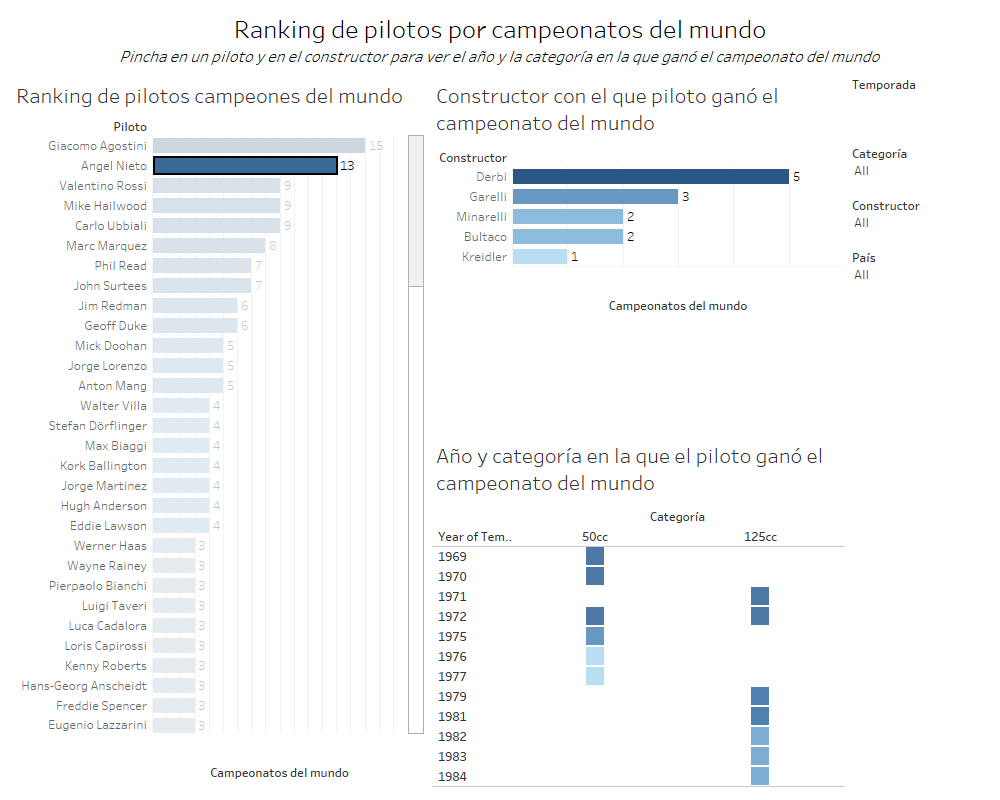 Ranking de pilotos por campeonatos del mundo
Pincha en un piloto y en el constructor para ver el año y la categoría en la que ganó el campeonato del mundo
Ranking de pilotos campeones del mundo
Piloto
Giacomo Agostini 15
Angel Nieto 13
Valentino Rossi 9
Mike Hailwood 9
Carlo Ubbiali 9
Marc Marquez 8
Phil Read 7
John Surtees 7
Jim Redman 6
Geoff Duke 6
Mick Doohan 5
Jorge Lorenzo 5
Anton Mang 5
Walter Villa 4
Stefan Dörflinger 4
Max Biaggi 4
Kork Ballington 4
Jorge Martinez 4
Hugh Anderson 4
Eddie Lawson 4
Werner Haas 3
Wayne Rainey 3
Pierpaolo Bianchi 3
Luigi Taveri 3
Luca Cadalora 3
Loris Capirossi 3
Kenny Roberts 3
Hans-Georg Anscheidt 3
Freddie Spencer 3
Eugenio Lazzarini 3
Campeonatos del mundo
Constructor con el que piloto ganó el
campeonato del mundo
Constructor
Derbi 5
Garelli 3
Minarelli 2
Bultaco 2
Kreidler 1
Campeonatos del mundo
Temporada
Categoría
All
Constructor
All
País
All
Año y categoría en la que el piloto ganó el
campeonato del mundo
Categoría
Year of Tem.. 50cc 125cc
1969
1970
1971
1972
1975
1976
1977
1979
1981
1982
1983
1984